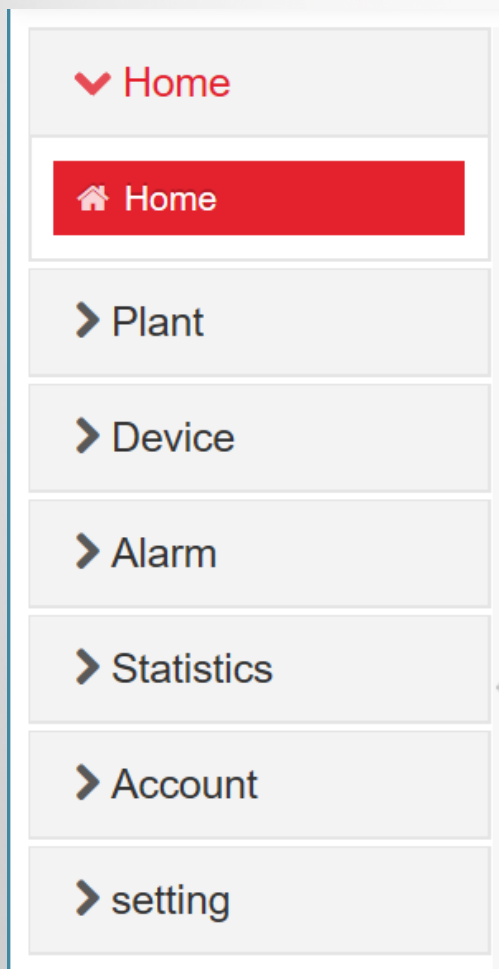 Home
Home
Plant
Device
Alarm
Statistics
Account
setting